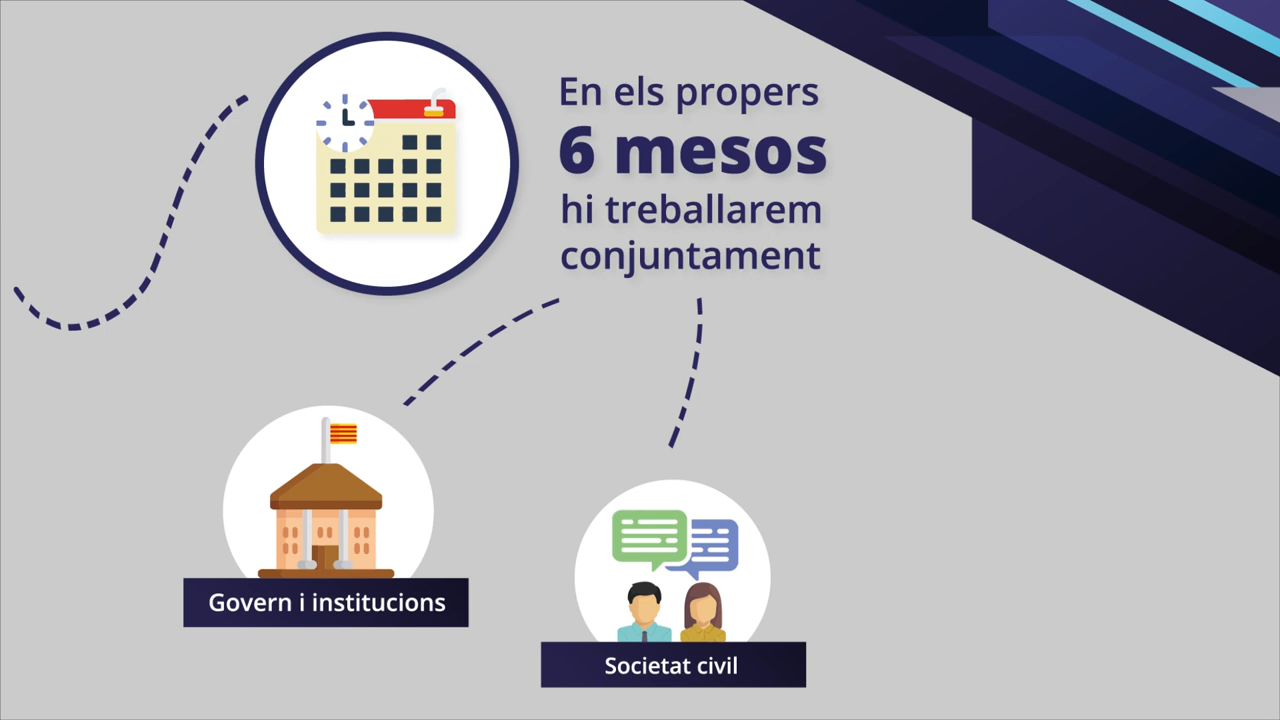 En els propers
6 mesos
hi treballarem
conjuntament
Govern i institucions
Societat civil